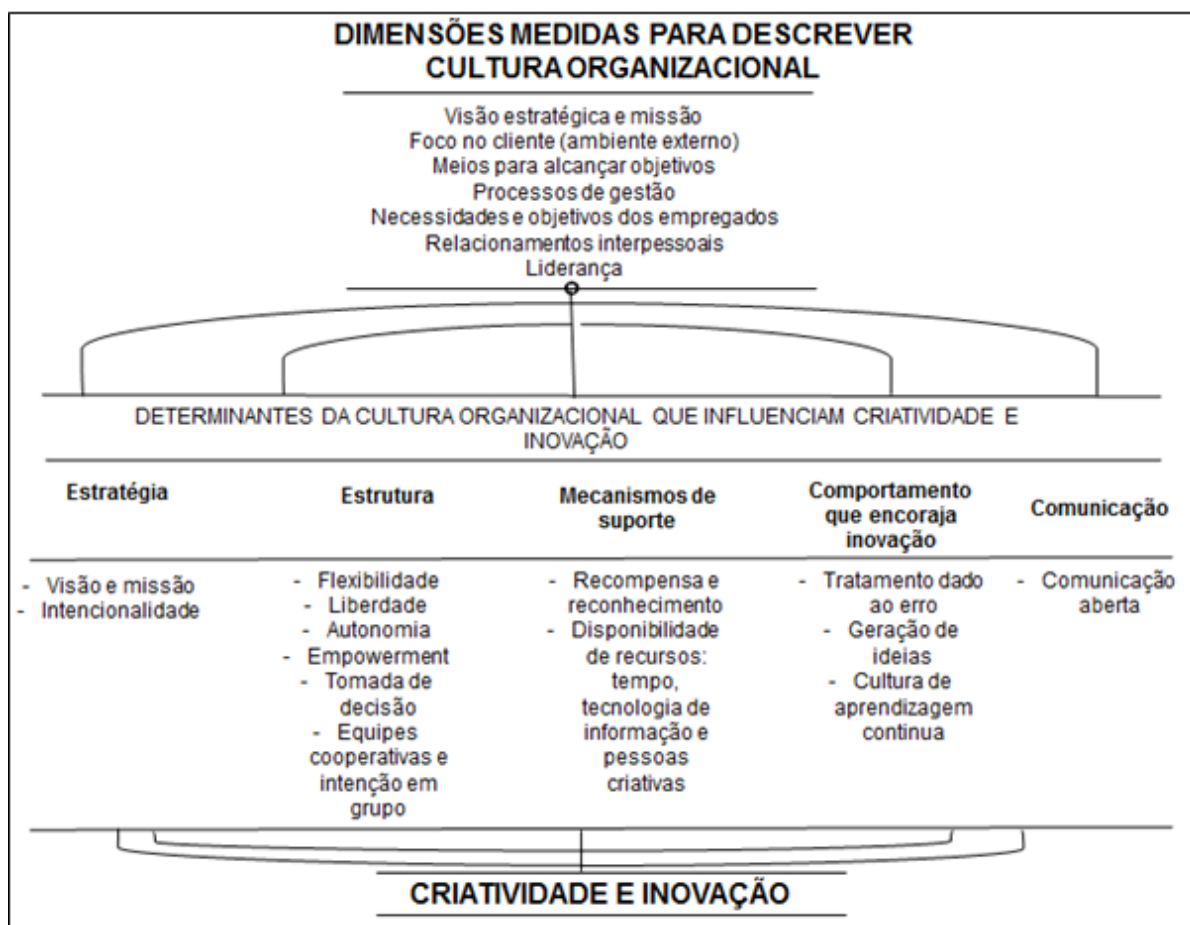 DIMENSÕES MEDIDAS PARA DESCREVER
CULTURA ORGANIZACIONAL
Visão estratégica e missão
Foco no cliente (ambiente externo)
Meios para alcançar objetivos
Processos de gestão
Necessidades e objetivos dos empregados
Relacionamentos interpessoais
Liderança
DETERMINANTES DA CULTURA ORGANIZACIONAL QUE INFLUENCIAM CRIATIVIDADE E
INOVAÇÃO
Estratégia
- Visão e missão
- Intencionalidade
Estrutura
- Flexibilidade
- Liberdade
- Autonomia
- Empowerment
- Tomada de
decisão
- Equipes
cooperativas e
intenção em
grupo
Mecanismos de
suporte
- Recompensa e
reconhecimento
- Disponibilidade
de recursos:
tempo,
tecnologia de
informação e
pessoas
criativas
Comportamento
que encoraja
inovação
- Tratamento dado
ao erro
- Geração de
ideias
- Cultura de
aprendizagem
continua
Comunicação
- Comunicação
aberta
CRIATIVIDADE E INOVAÇÃO